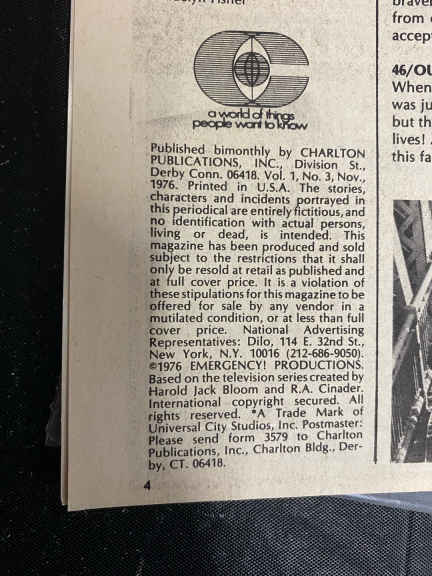 Fisher
a world of things
people want to know
Published bimonthly by CHARLTON
PUBLICATIONS, INC., Division St.,
Derby Conn. 06418. Vol. 1, No. 3, Nov.,
1976. Printed in U.S.A. The stories,
characters and incidents portrayed in
this periodical are entirely fictitious, and
no identification with actual persons,
living or dead, is intended. This
magazine has been produced and sold
subject to the restrictions that it shall
only be resold at retail as published and
at full cover price. It is a violation of
these stipulations for this magazine to be
offered for sale by any vendor in a
mutilated condition, or at less than full
cover price. National Advertising
Representatives: Dilo, 114 E. 32nd St.,
New York, N.Y. 10016 (212-686-9050).
©1976 EMERGENCY! PRODUCTIONS.
Based on the television series created by
Harold Jack Bloom and R.A. Cinader.
International copyright secured. All
rights reserved. *A Trade Mark of
Universal City Studios, Inc. Postmaster:
Please send form 3579 to Charlton
Publications, Inc., Charlton Bldg., Der-
by, CT. 06418.
4
from
accep
46/OU
When
was ju
but th
lives!
this fa